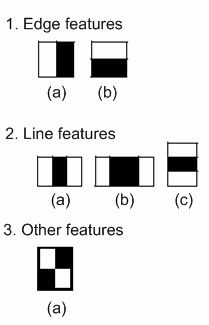 1. Edge features
(a) (b)
2. Line features
(a) (b) (c)
3. Other features
(a)